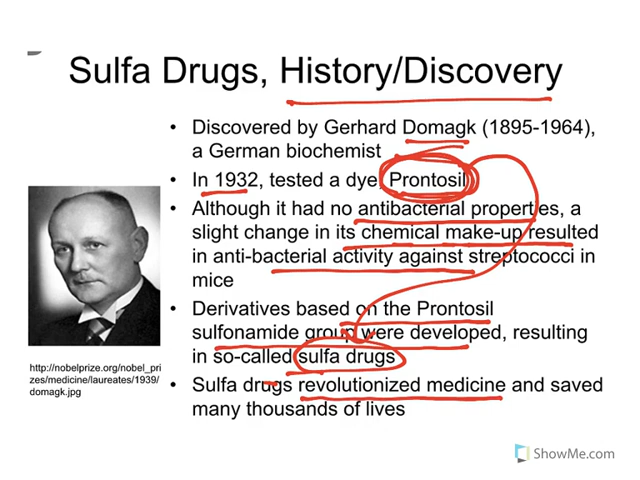 Sulfa Drugs, History/Discovery
• Discovered by Gerhard Domagk (1895-1964),
a German biochemist
• In 1932, tested a dye, Prontosil
• Although it had no antibacterial properties, a
slight change in its chemical make-up resulted
in anti-bacterial activity against streptococci in
mice
• Derivatives based on the Prontosil
sulfonamide group were developed, resulting
in so-called sulfa drugs
• Sulfa drugs revolutionized medicine and saved
many thousands of lives
http://nobelprize.org/nobel_pri
zes/medicine/laureates/1939/
domagk.jpg
ShowMe.com